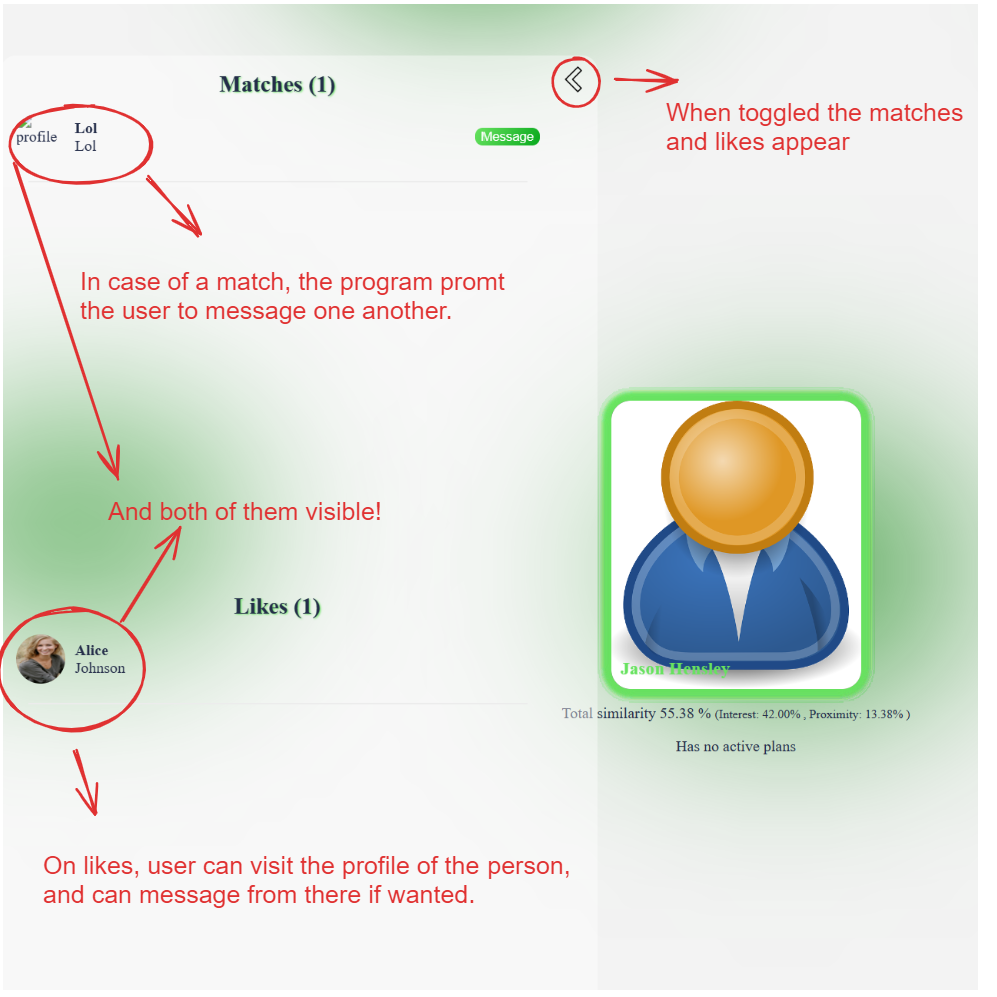 Matches (1)
When toggled the matches
and likes appear
profile
Lol
Lol
Message
In case of a match, the program promt
the user to message one another.
And both of them visible!
Likes (1)
Alice
Johnson
Jason Hensley
Total similarity 55.38 % (Interest: 42.00% , Proximity: 13.38% )
Has no active plans
On likes, user can visit the profile of the person,
and can message from there if wanted.